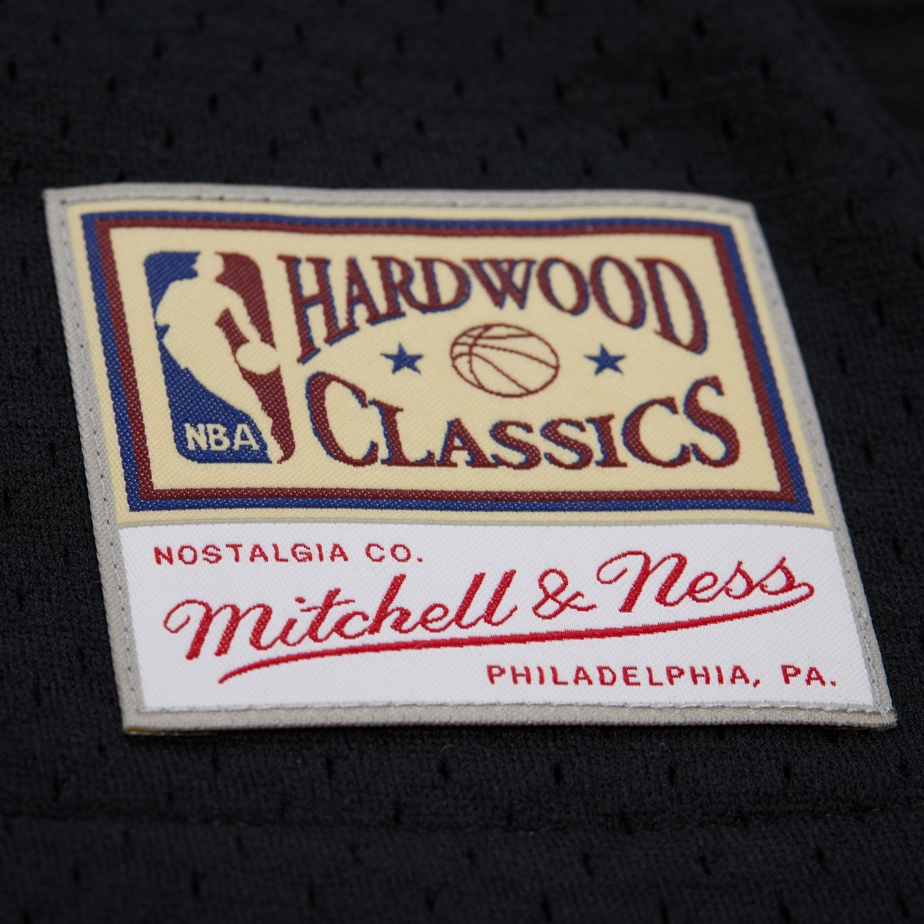 HARDWOOD
CLASSICS
NBA
NOSTALGIA CO.
Mitchell & Ness
PHILADELPHIA, PA.